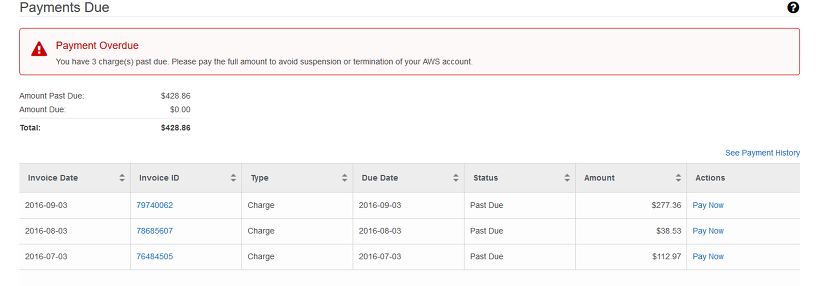 Payments Due
?
Payment Overdue
You have 3 charge(s) past due. Please pay the full amount to avoid suspension or termination of your AWS account.
Amount Past Due: $428.86
Amount Due: $0.00
Total: $428.86
See Payment History
Invoice Date Invoice ID Type Due Date Status Amount Actions
2016-09-03 79740062 Charge 2016-09-03 Past Due $277.36 Pay Now
2016-08-03 78685607 Charge 2016-08-03 Past Due $38.53 Pay Now
2016-07-03 76484505 Charge 2016-07-03 Past Due $112.97 Pay Now